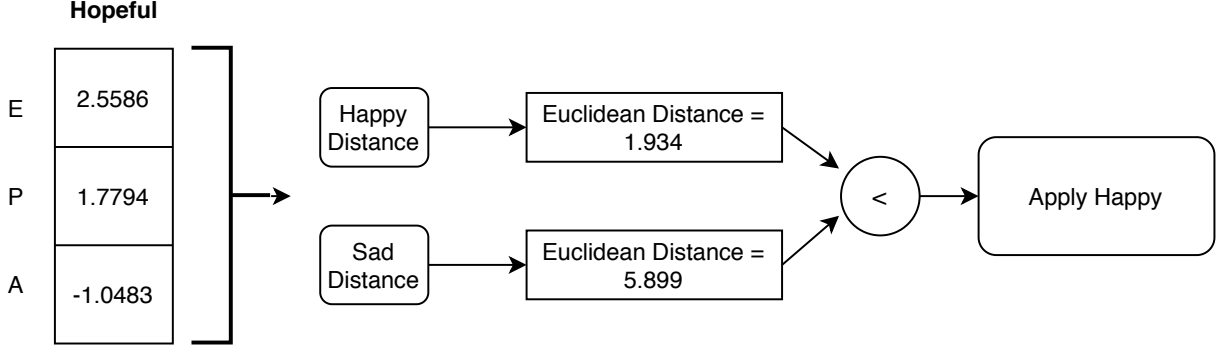 Hopeful
E
2.5586
P
1.7794
A
-1.0483
Happy
Distance
Euclidean Distance =
1.934
Sad
Distance
Euclidean Distance =
5.899
<
Apply Happy